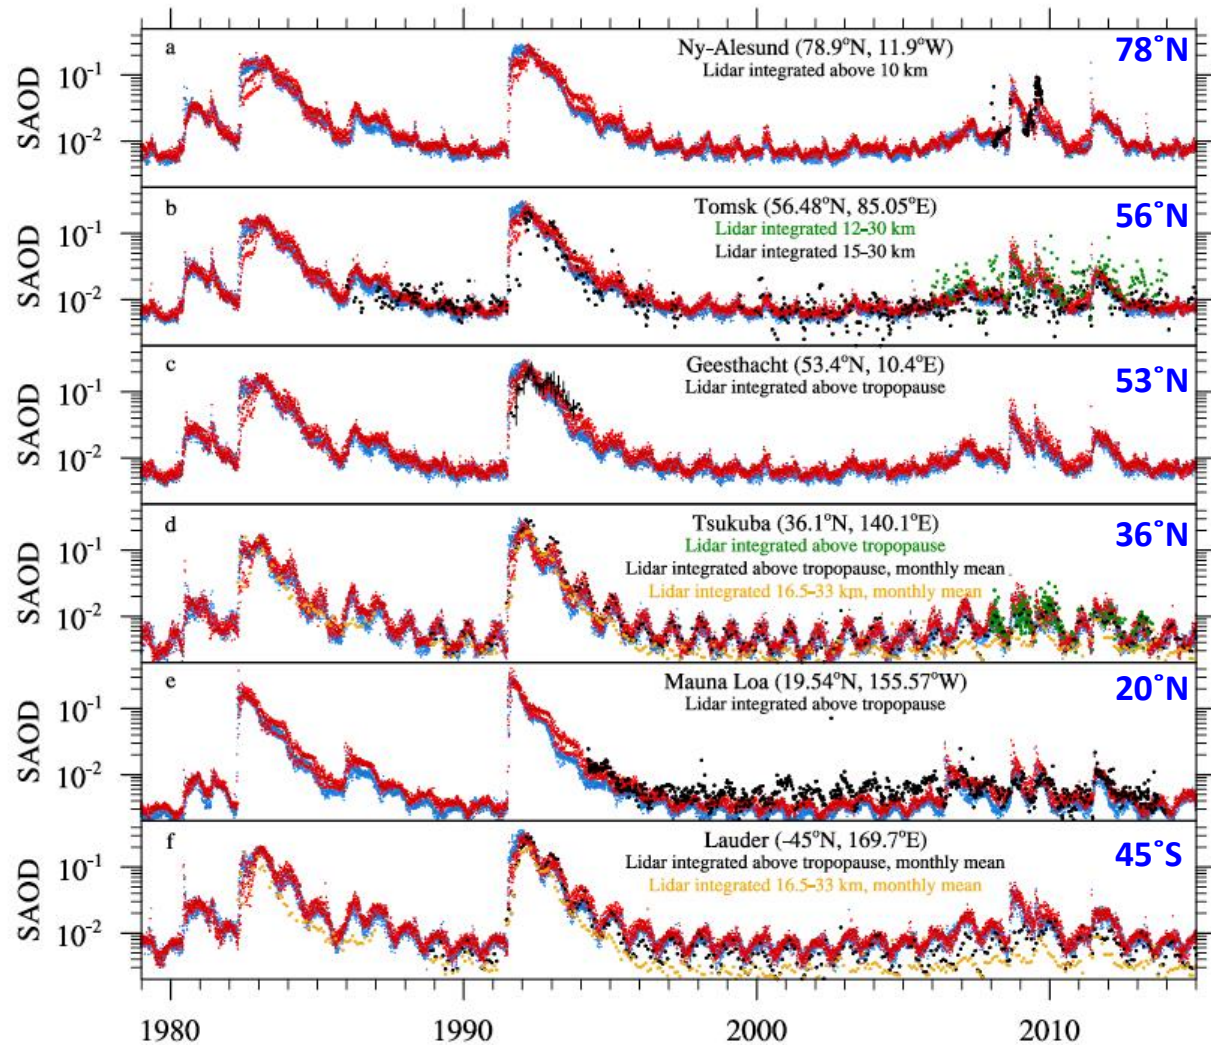 a
Ny-Alesund (78.9°N, 11.9°W)
Lidar integrated above 10 km
78°N
SAOD
10⁻¹
10⁻²
b
Tomsk (56.48°N, 85.05°E)
Lidar integrated 12–30 km
Lidar integrated 15-30 km
56°N
SAOD
10⁻¹
10⁻²
c
Geesthacht (53.4°N, 10.4°E)
Lidar integrated above tropopause
53°N
SAOD
10⁻¹
10⁻²
d
Tsukuba (36.1°N, 140.1°E)
Lidar integrated above tropopause
Lidar integrated above tropopause, monthly mean
Lidar integrated 16.5–33 km, monthly mean
36°N
SAOD
10⁻¹
10⁻²
e
Mauna Loa (19.54°N, 155.57°W)
Lidar integrated above tropopause
20°N
SAOD
10⁻¹
10⁻²
f
Lauder (-45°N, 169.7°E)
Lidar integrated above tropopause, monthly mean
Lidar integrated 16.5–33 km, monthly mean
45°S
SAOD
10⁻¹
10⁻²
1980 1990 2000 2010